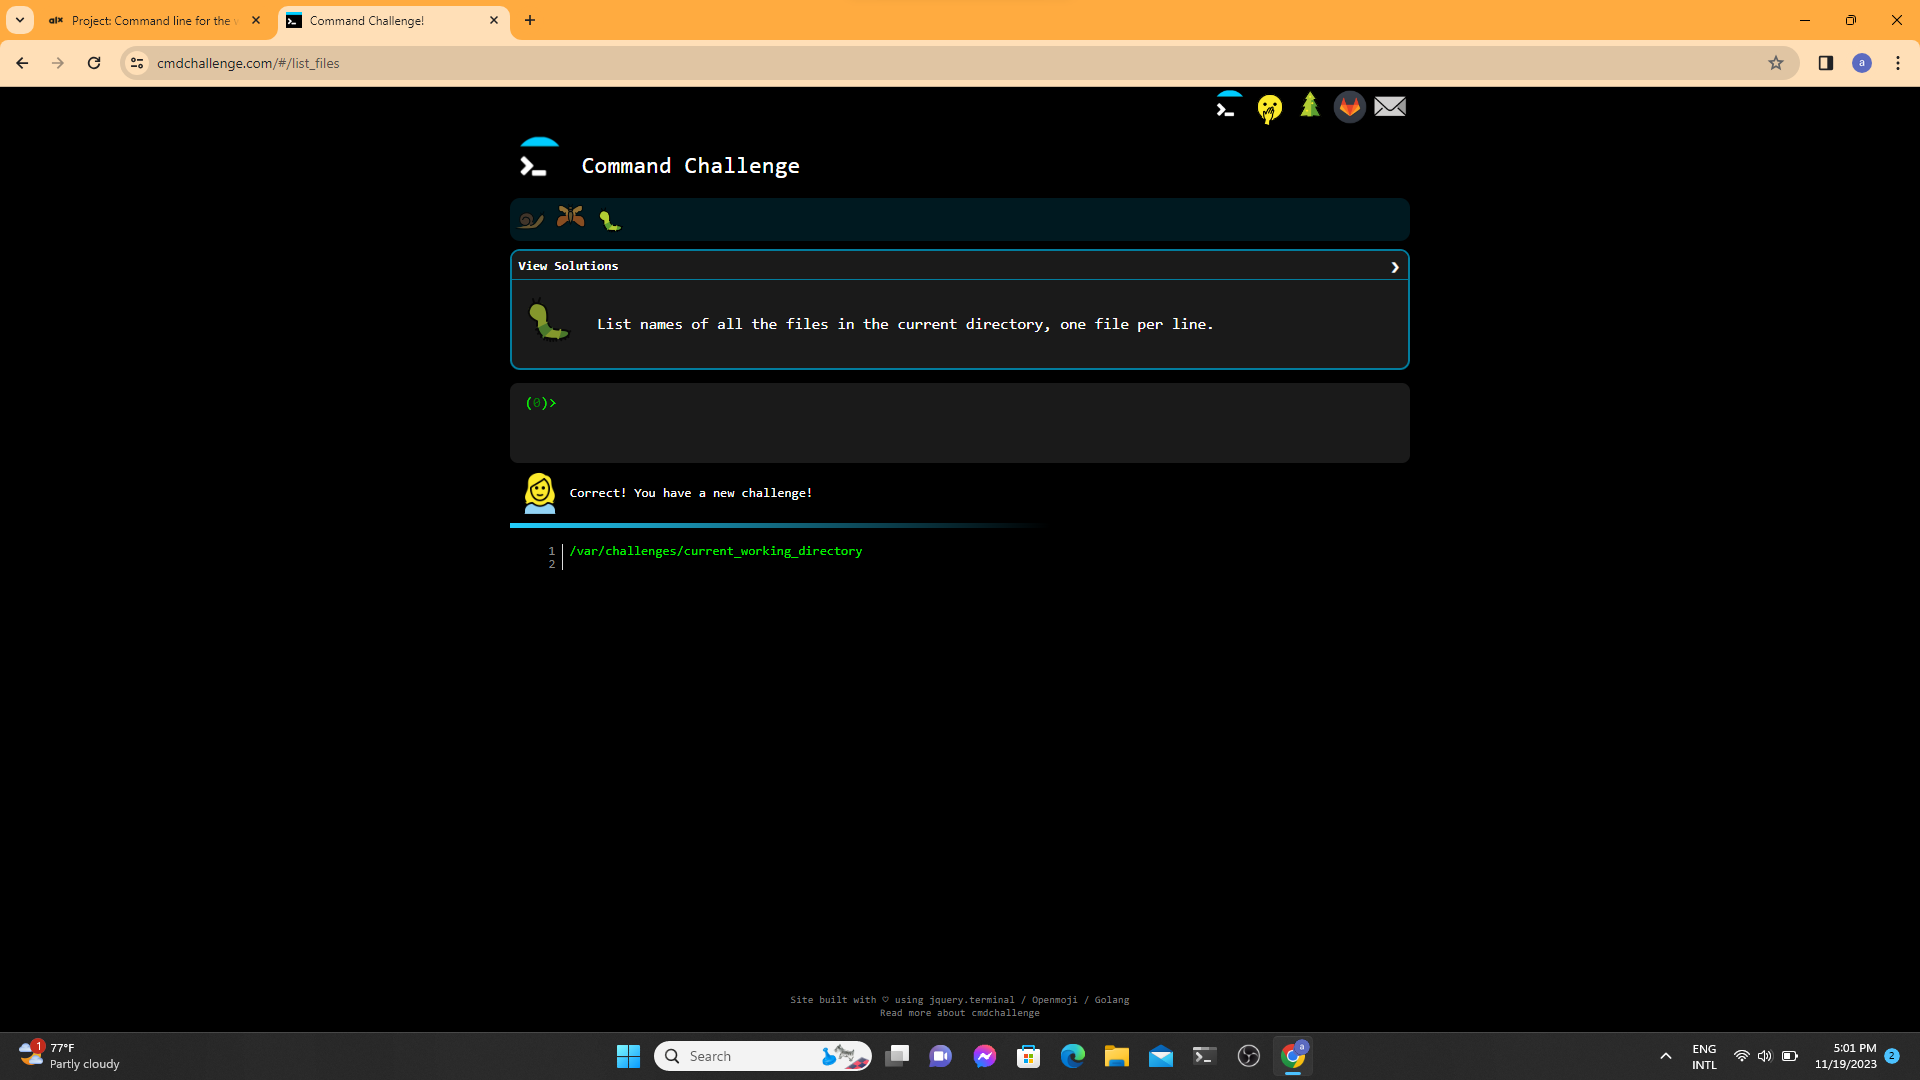 alx Project: Command line for the w
Command Challenge!
cmdchallenge.com/#/list_files
a
Command Challenge
View Solutions
List names of all the files in the current directory, one file per line.
(0)>
Correct! You have a new challenge!
1 /var/challenges/current_working_directory
2
Site built with ♡ using jquery.terminal / Openmoji / Golang
Read more about cmdchallenge
1
77°F
Partly cloudy
Search
a
ENG
INTL
5:01 PM
11/19/2023
2